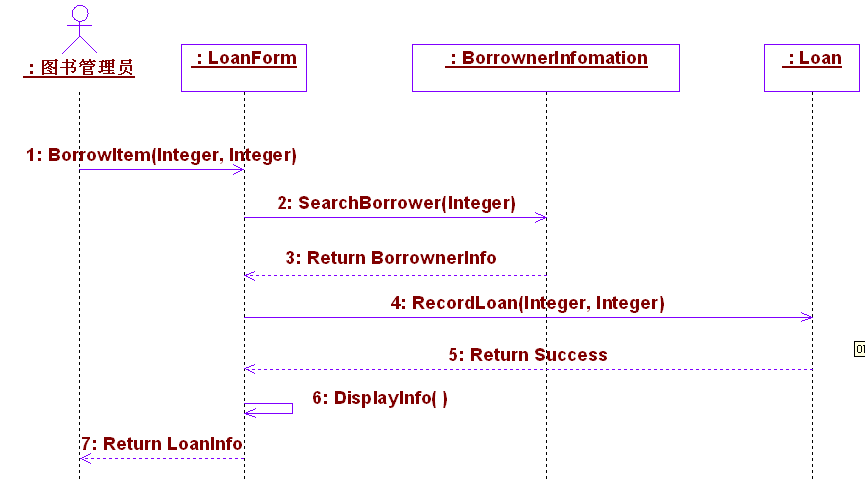 : 图书管理员
: LoanForm
: BorrownerInfomation
: Loan
1: BorrowItem(Integer, Integer)
2: SearchBorrower(Integer)
3: Return BorrownerInfo
4: RecordLoan(Integer, Integer)
5: Return Success
6: DisplayInfo( )
7: Return LoanInfo